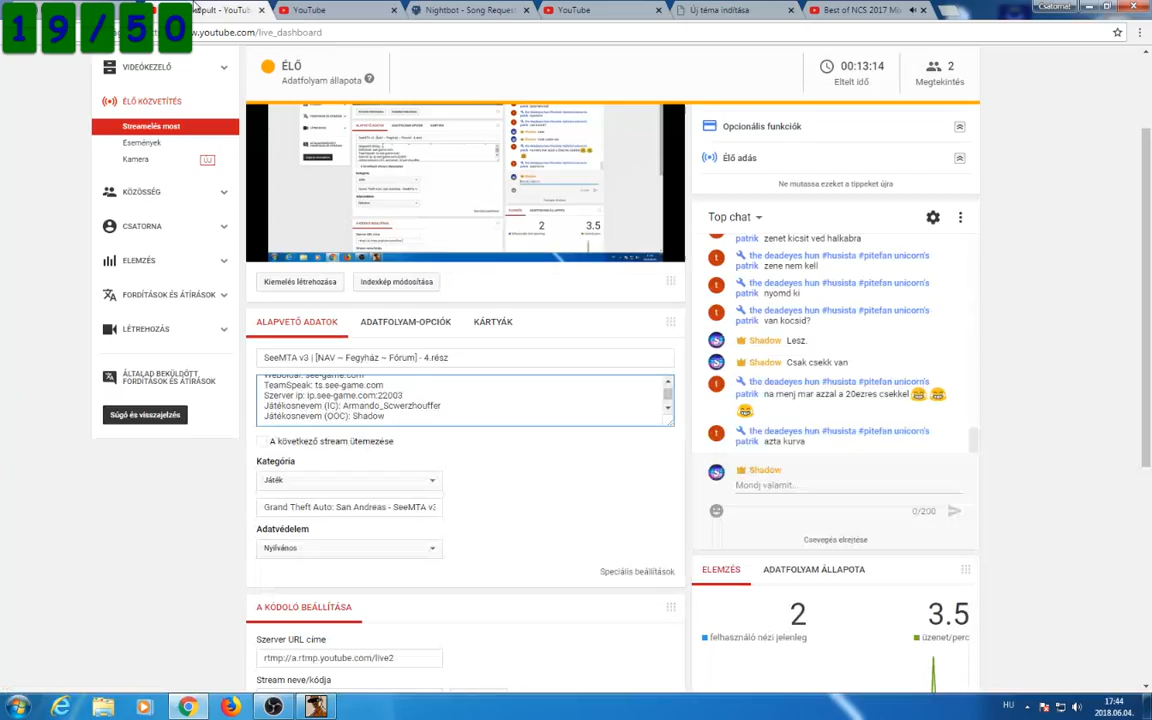 19/50
pult - YouTub
YouTube
Nightbot - Song Request
YouTube
Új téma indítása
Best of NCS 2017 Mi
Csatorna!
w.youtube.com/live_dashboard
VIDEÓKEZELŐ
ÉLŐ KÖZVETÍTÉS
Streamelés most
Események
Kamera
ÚJ
KÖZÖSSÉG
CSATORNA
ELEMZÉS
FORDÍTÁSOK ÉS ÁTÍRÁSOK
LÉTREHOZÁS
ÁLTALAD BEKÜLDÖTT
FORDÍTÁSOK ÉS ÁTÍRÁSOK
Súgó és visszajelzés
ÉLŐ
Adatfolyam állapota
00:13:14
Eltelt idő
2
Megtekintés
2
3.5
Kiemelés létrehozása
Indexkép módosítása
ALAPVETŐ ADATOK
ADATFOLYAM-OPCIÓK
KÁRTYÁK
SeeMTA v3 | [NAV ~ Fegyház ~ Fórum] - 4.rész
Weboldal: see-game.com
TeamSpeak: ts.see-game.com
Szerver ip: ip.see-game.com:22003
Játékosnevem (IC): Armando_Scwerzhouffer
Játékosnevem (OOC): Shadow
A következő stream ütemezése
Kategória
Játék
Grand Theft Auto: San Andreas - SeeMTA v3
Adatvédelem
Nyilvános
Speciális beállítások
A KÓDOLÓ BEÁLLÍTÁSA
Szerver URL címe
rtmp://a.rtmp.youtube.com/live2
Stream neve/kódja
Opcionális funkciók
Élő adás
Ne mutassa ezeket a tippeket újra
Top chat
patrik zenet kicsit ved halkabra
the deadeyes hun #husista #pitefan unicorn's
patrik zene nem kell
the deadeyes hun #husista #pitefan unicorn's
patrik nyomd ki
the deadeyes hun #husista #pitefan unicorn's
patrik van kocsid?
Shadow Lesz.
Shadow Csak csekk van
the deadeyes hun #husista #pitefan unicorn's
patrik na menj mar azzal a 20ezres csekkel
the deadeyes hun #husista #pitefan unicorn's
patrik azta kurva
Shadow
Mondj valamit...
0/200
Csevegés elrejtése
ELEMZÉS
ADATFOLYAM ÁLLAPOTA
2
3.5
felhasználó nézi jelenleg
üzenet/perc
HU
17:44
2018.06.04.